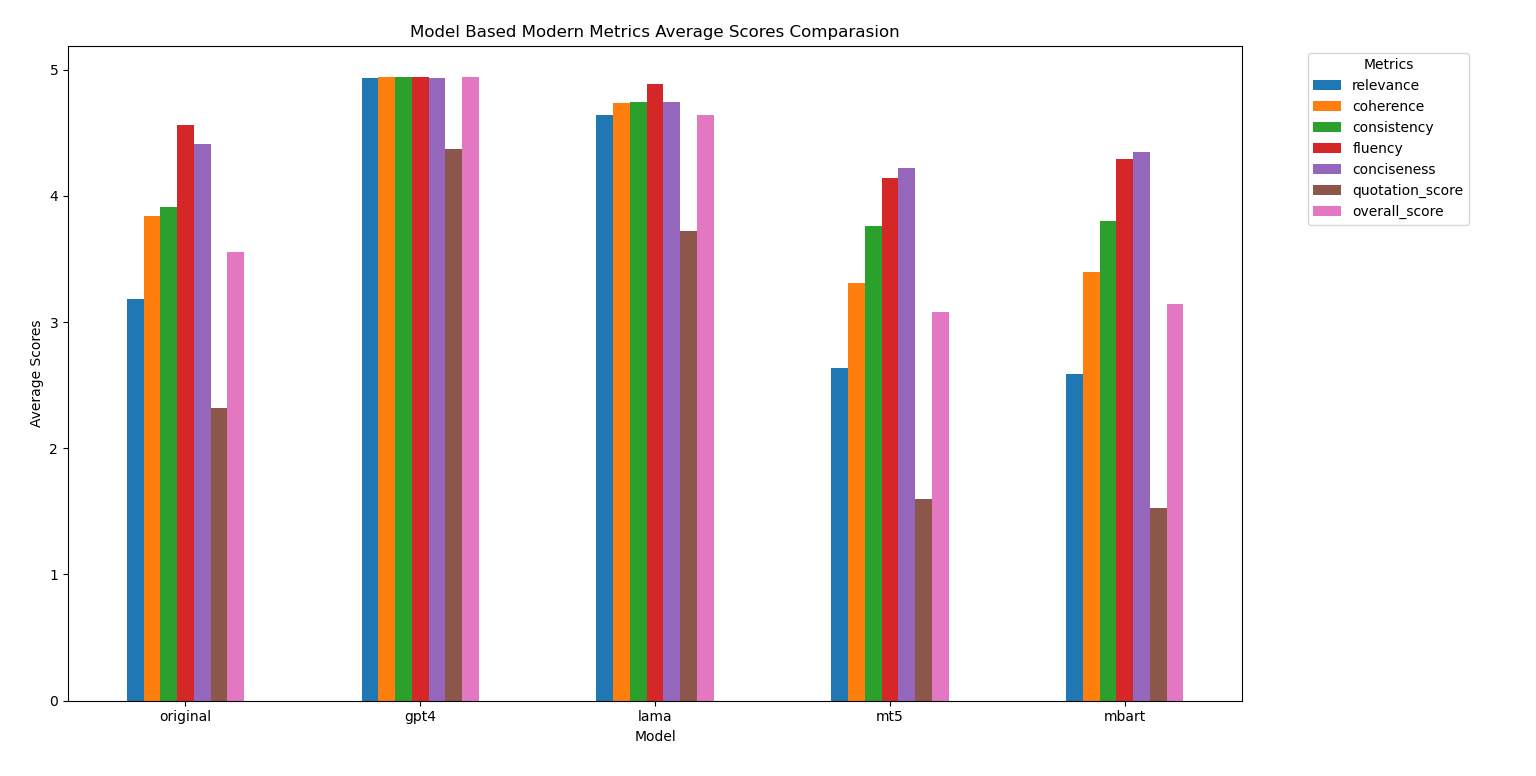 Model Based Modern Metrics Average Scores Comparasion
Metrics
relevance
coherence
consistency
fluency
conciseness
quotation_score
overall_score
Average Scores
5
4
3
2
1
0
original
gpt4
lama
mt5
mbart
Model